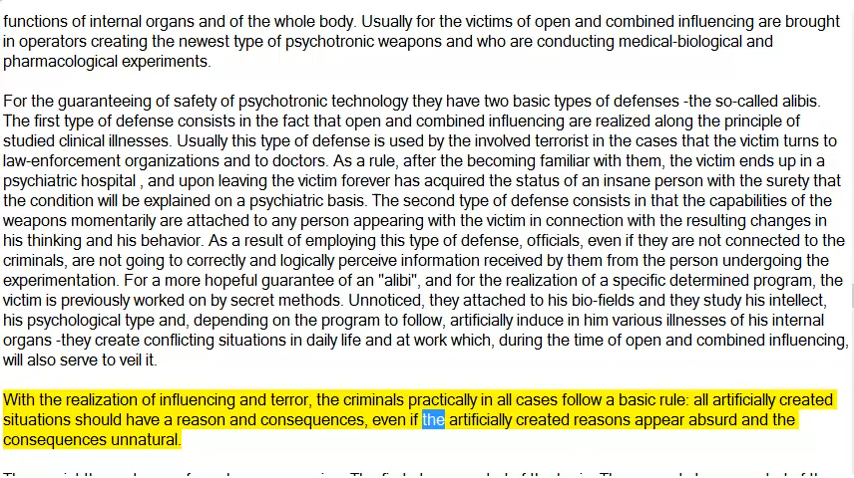 functions of internal organs and of the whole body. Usually for the victims of open and combined influencing are brought
in operators creating the newest type of psychotronic weapons and who are conducting medical-biological and
pharmacological experiments.
For the guaranteeing of safety of psychotronic technology they have two basic types of defenses -the so-called alibis.
The first type of defense consists in the fact that open and combined influencing are realized along the principle of
studied clinical illnesses. Usually this type of defense is used by the involved terrorist in the cases that the victim turns to
law-enforcement organizations and to doctors. As a rule, after the becoming familiar with them, the victim ends up in a
psychiatric hospital , and upon leaving the victim forever has acquired the status of an insane person with the surety that
the condition will be explained on a psychiatric basis. The second type of defense consists in that the capabilities of the
weapons momentarily are attached to any person appearing with the victim in connection with the resulting changes in
his thinking and his behavior. As a result of employing this type of defense, officials, even if they are not connected to the
criminals, are not going to correctly and logically perceive information received by them from the person undergoing the
experimentation. For a more hopeful guarantee of an "alibi", and for the realization of a specific determined program, the
victim is previously worked on by secret methods. Unnoticed, they attached to his bio-fields and they study his intellect,
his psychological type and, depending on the program to follow, artificially induce in him various illnesses of his internal
organs -they create conflicting situations in daily life and at work which, during the time of open and combined influencing,
will also serve to veil it.
With the realization of influencing and terror, the criminals practically in all cases follow a basic rule: all artificially created
situations should have a reason and consequences, even if the artificially created reasons appear absurd and the
consequences unnatural.